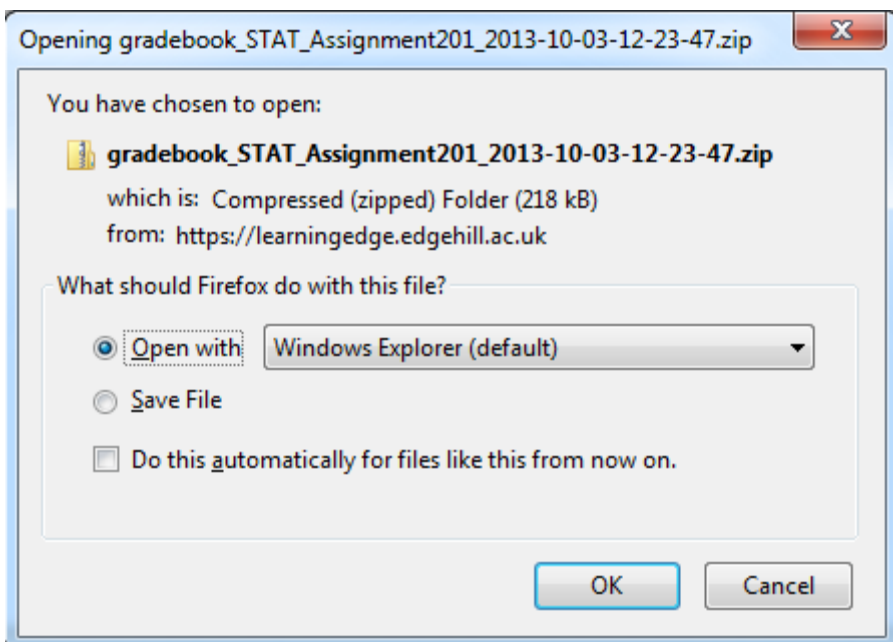 Opening gradebook_STAT_Assignment201_2013-10-03-12-23-47.zip
You have chosen to open:
gradebook_STAT_Assignment201_2013-10-03-12-23-47.zip
which is: Compressed (zipped) Folder (218 kB)
from: https://learningedge.edgehill.ac.uk
What should Firefox do with this file?
Open with Windows Explorer (default)
Save File
Do this automatically for files like this from now on.
OK Cancel